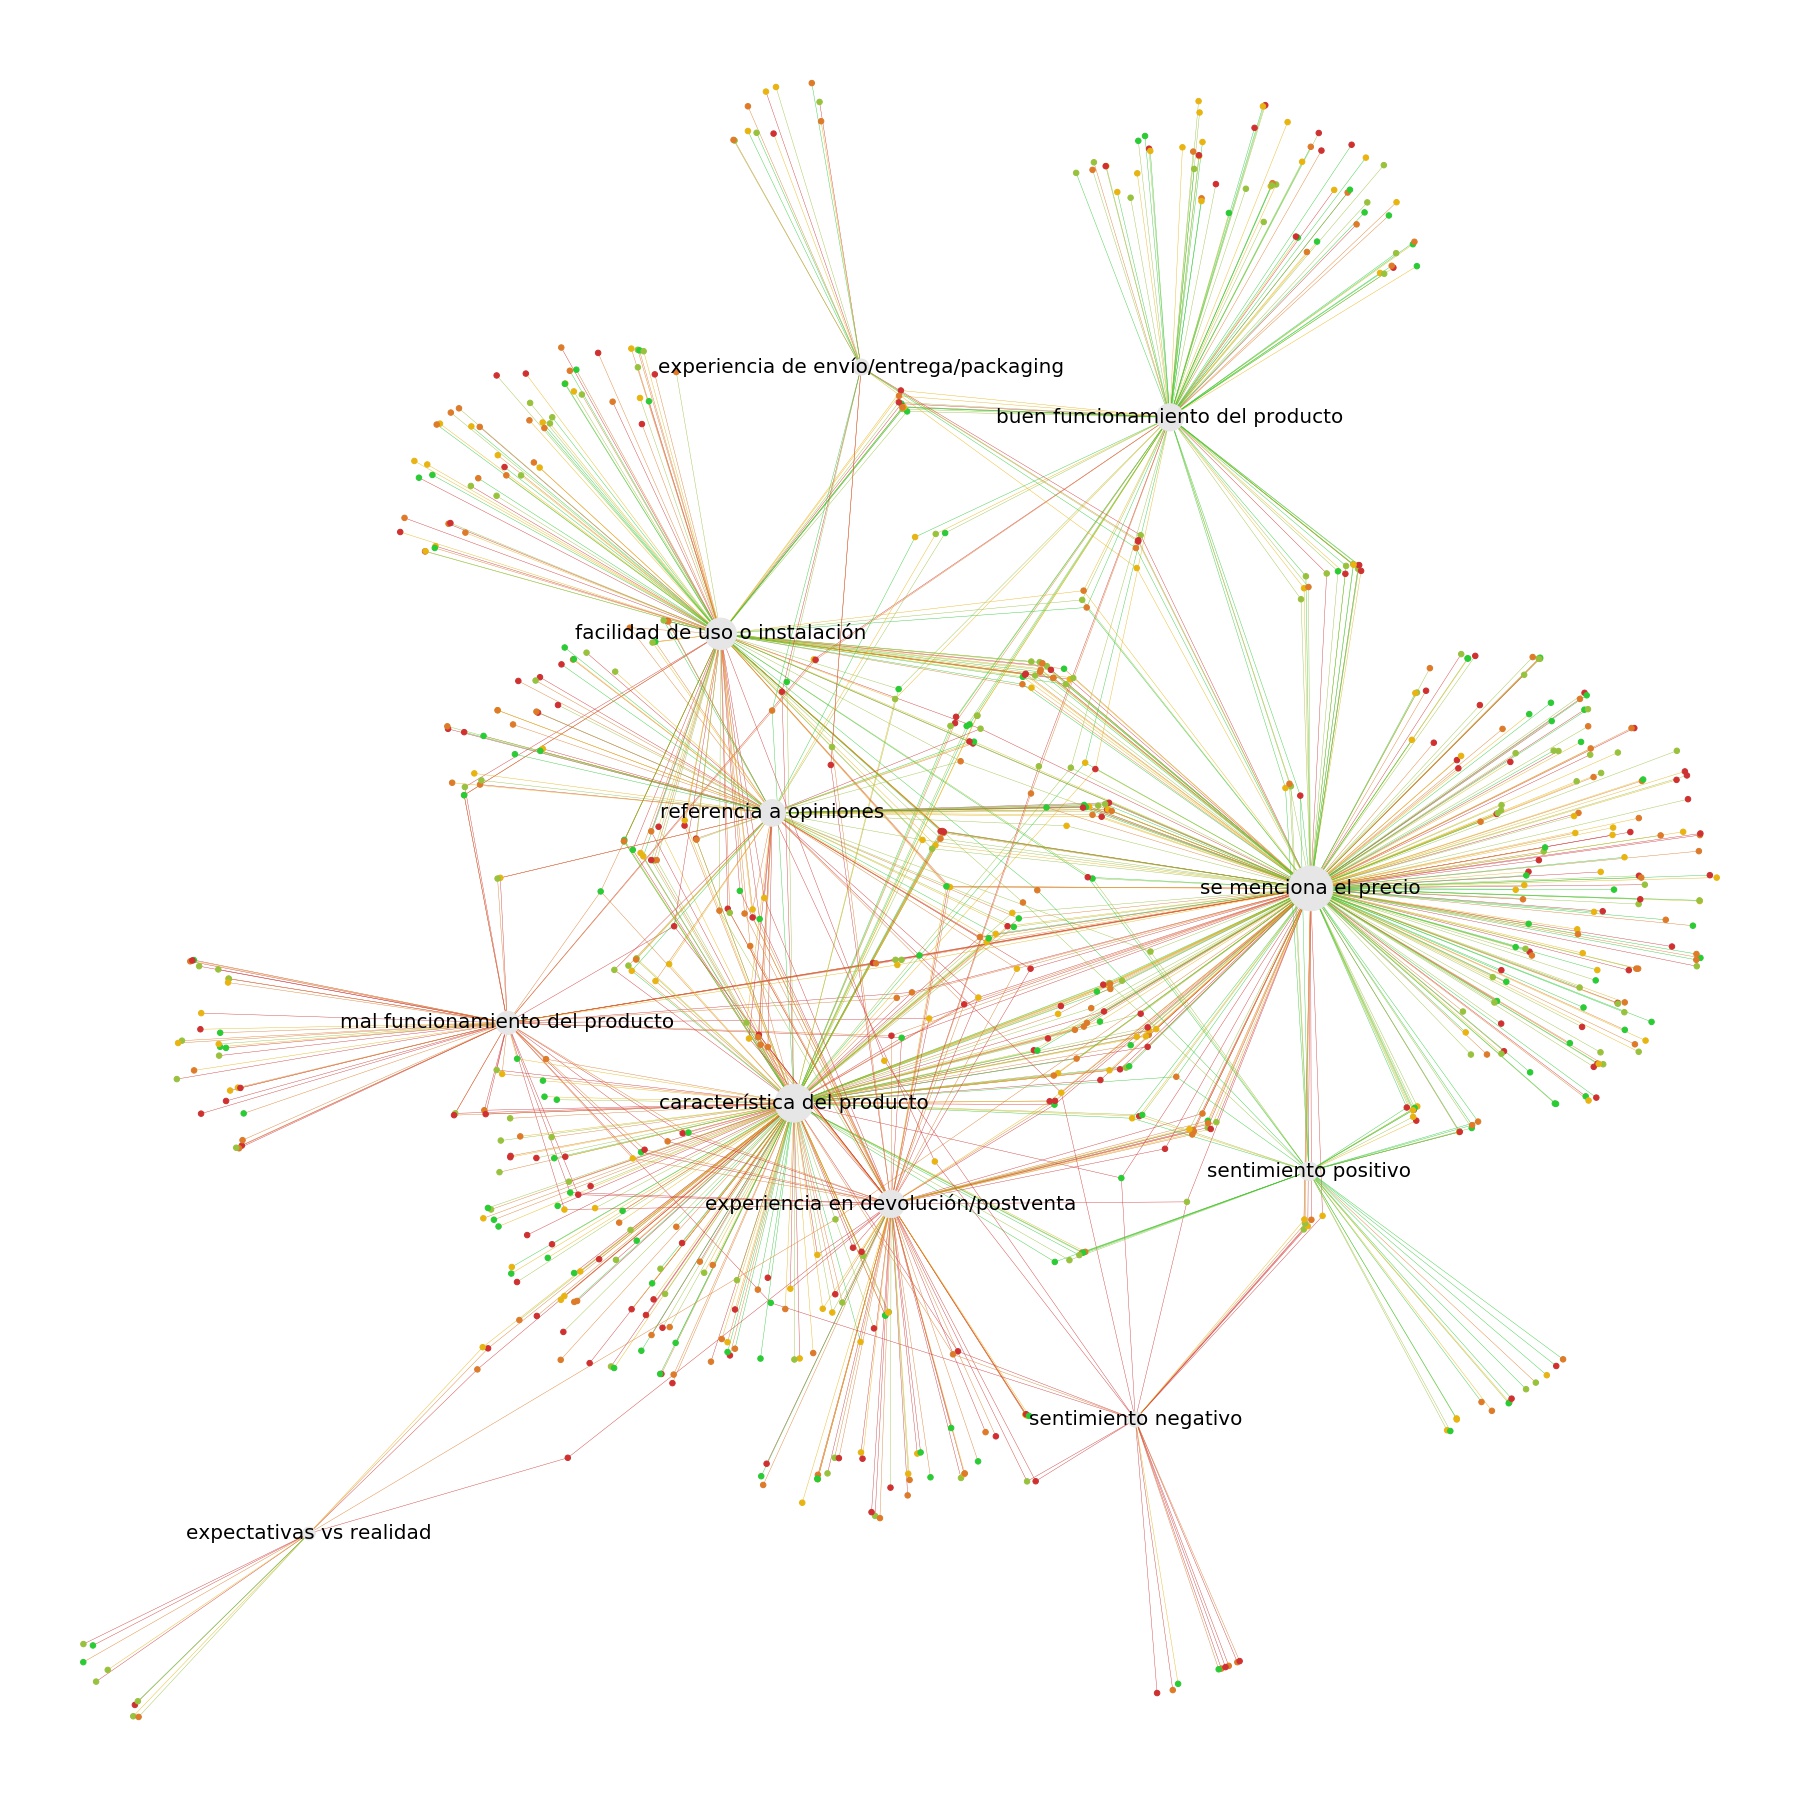 experiencia de envío/entrega/packaging
buen funcionamiento del producto
facilidad de uso o instalación
referencia a opiniones
se menciona el precio
mal funcionamiento del producto
característica del producto
sentimiento positivo
experiencia en devolución/postventa
sentimiento negativo
expectativas vs realidad